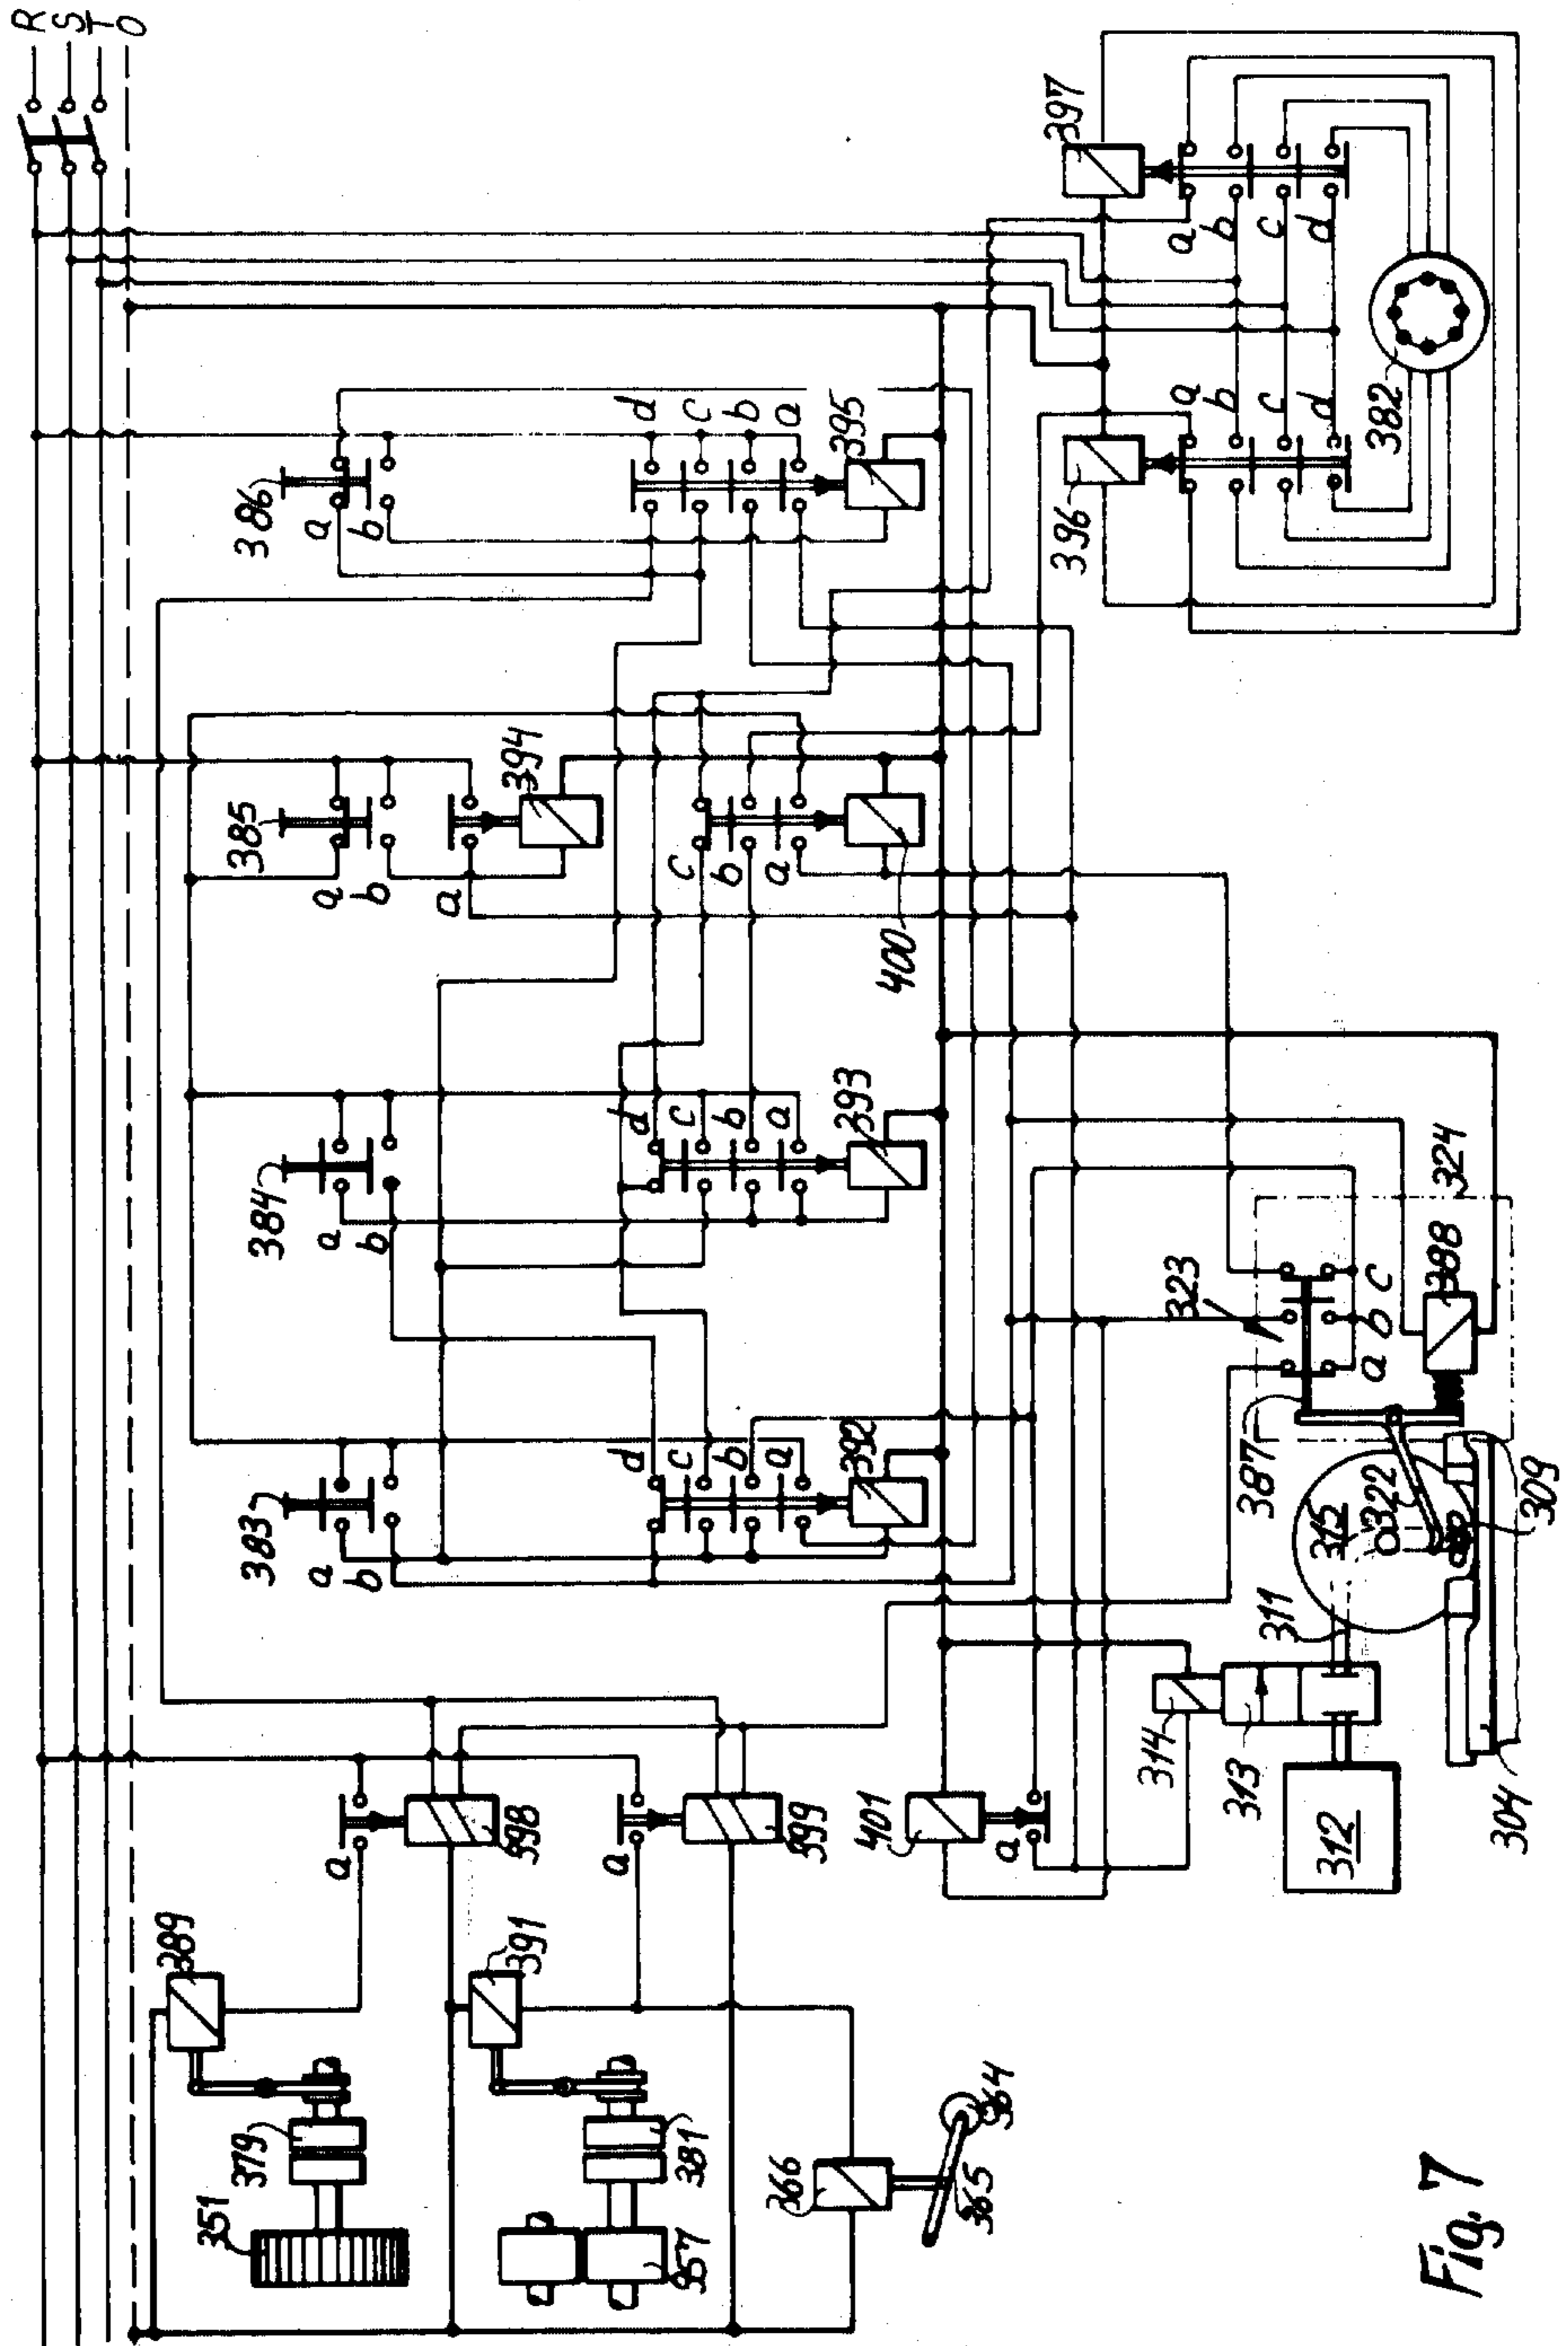 R
S
T
O
386
a
b
d
c
b
a
395
397
a
b
c
d
396
a
b
c
d
382
385
a
b
a
394
c
b
a
400
384
a
b
d
c
b
a
393
383
a
b
d
c
b
a
392
324
323
388
a
b
c
387
315
322
309
311
314
313
312
304
401
a
a
398
a
399
389
391
379
351
381
357
366
364
365
Fig. 7